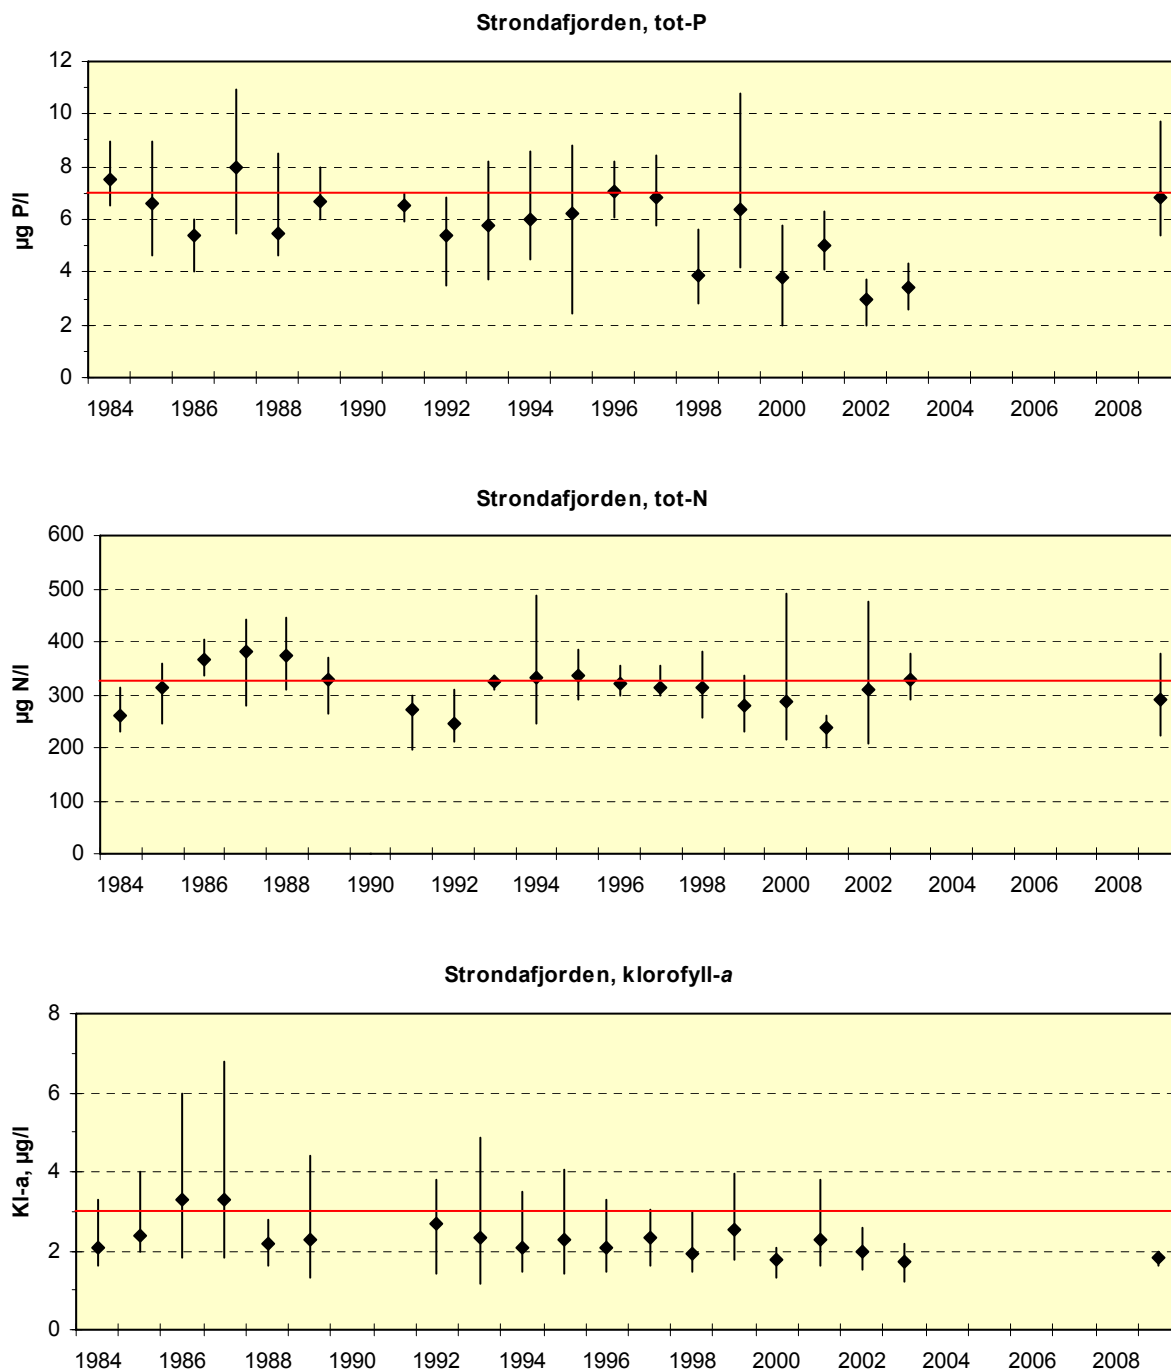 Strondafjorden, tot-P
12
10
8
6
4
2
0
µg P/l
1984 1986 1988 1990 1992 1994 1996 1998 2000 2002 2004 2006 2008
Strondafjorden, tot-N
600
500
400
300
200
100
0
µg N/l
1984 1986 1988 1990 1992 1994 1996 1998 2000 2002 2004 2006 2008
Strondafjorden, klorofyll-a
8
6
4
2
0
Kl-a, µg/l
1984 1986 1988 1990 1992 1994 1996 1998 2000 2002 2004 2006 2008